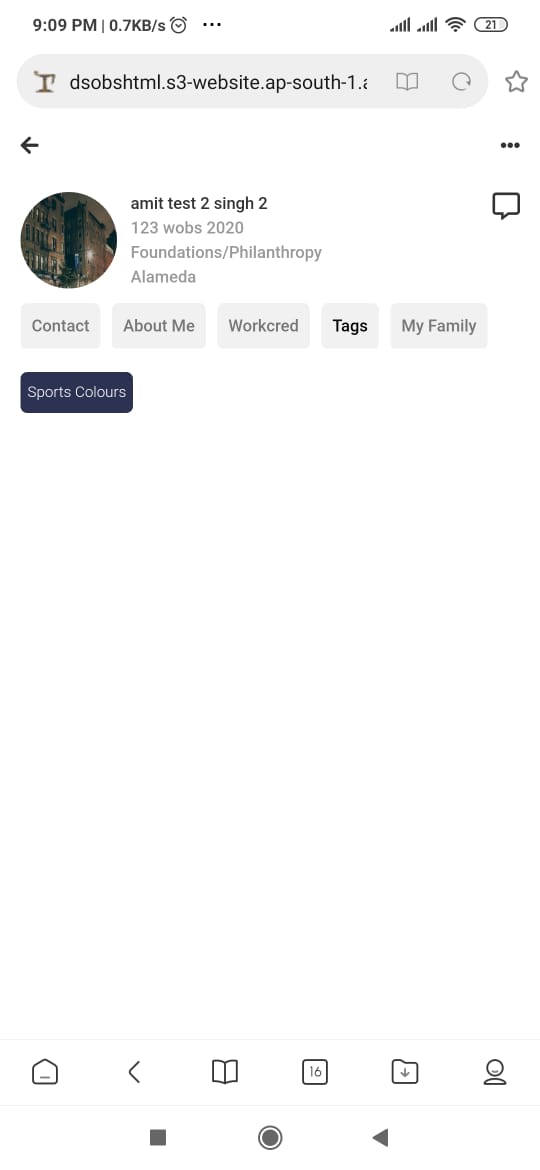 9:09 PM | 0.7KB/s
21
dsobshtml.s3-website.ap-south-1.a
amit test 2 singh 2
123 wobs 2020
Foundations/Philanthropy
Alameda
Contact About Me Workcred Tags My Family
Sports Colours
16